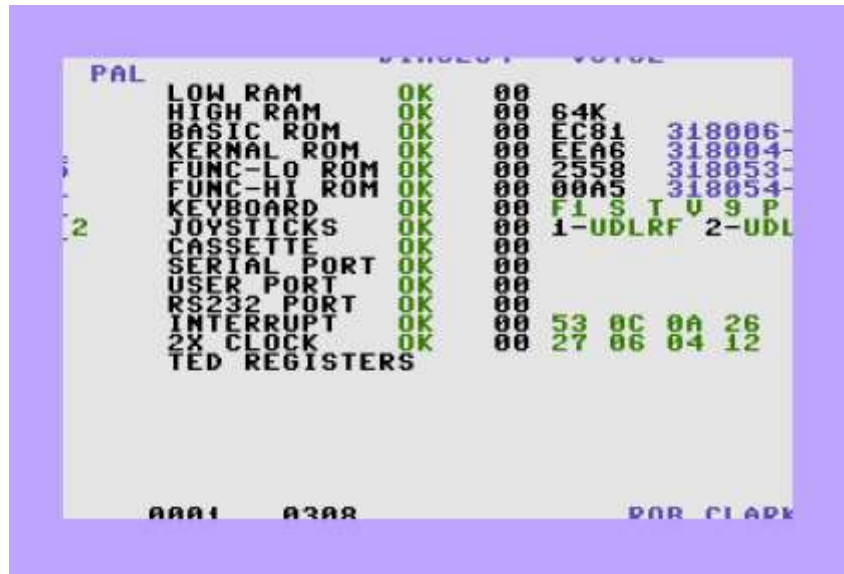 PAL
LOW RAM OK 00
HIGH RAM OK 00 64K
BASIC ROM OK 00 EC81 318006-
KERNAL ROM OK 00 EEA6 318004-
FUNC-LO ROM OK 00 2558 318053-
FUNC-HI ROM OK 00 00A5 318054-
KEYBOARD OK 00 F1 S T V 9 P
2 JOYSTICKS OK 00 1-UDLRF 2-UDL
CASSETTE OK 00
SERIAL PORT OK 00
USER PORT OK 00
RS232 PORT OK 00
INTERRUPT OK 00 53 0C 0A 26
2X CLOCK OK 00 27 06 04 12
TED REGISTERS
0001 0308 ROB CLARK